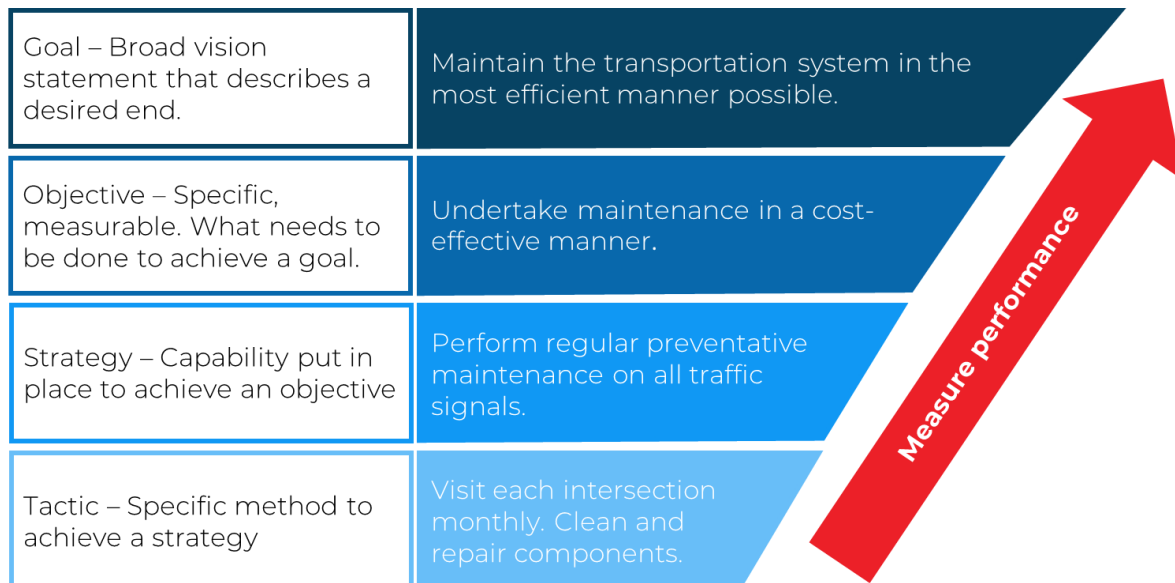 Goal – Broad vision
statement that describes a
desired end.
Maintain the transportation system in the
most efficient manner possible.
Objective – Specific,
measurable. What needs to
be done to achieve a goal.
Undertake maintenance in a cost-
effective manner.
Strategy – Capability put in
place to achieve an objective
Perform regular preventative
maintenance on all traffic
signals.
Tactic – Specific method to
achieve a strategy
Visit each intersection
monthly. Clean and
repair components.
Measure performance